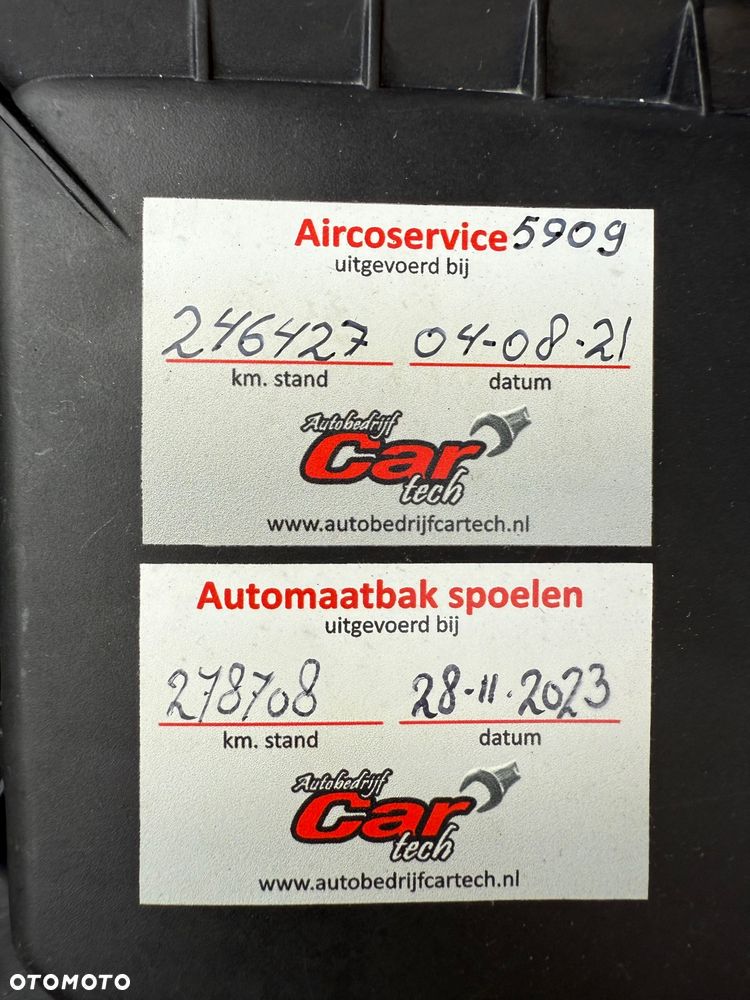 Aircoservice 5909
uitgevoerd bij
246427 04-08-21
km. stand datum
Autobedrijf
Car
tech
www.autobedrijfcartech.nl
Automaatbak spoelen
uitgevoerd bij
278708 28-11-2023
km. stand datum
Autobedrijf
Car
tech
www.autobedrijfcartech.nl
OTOMOTO